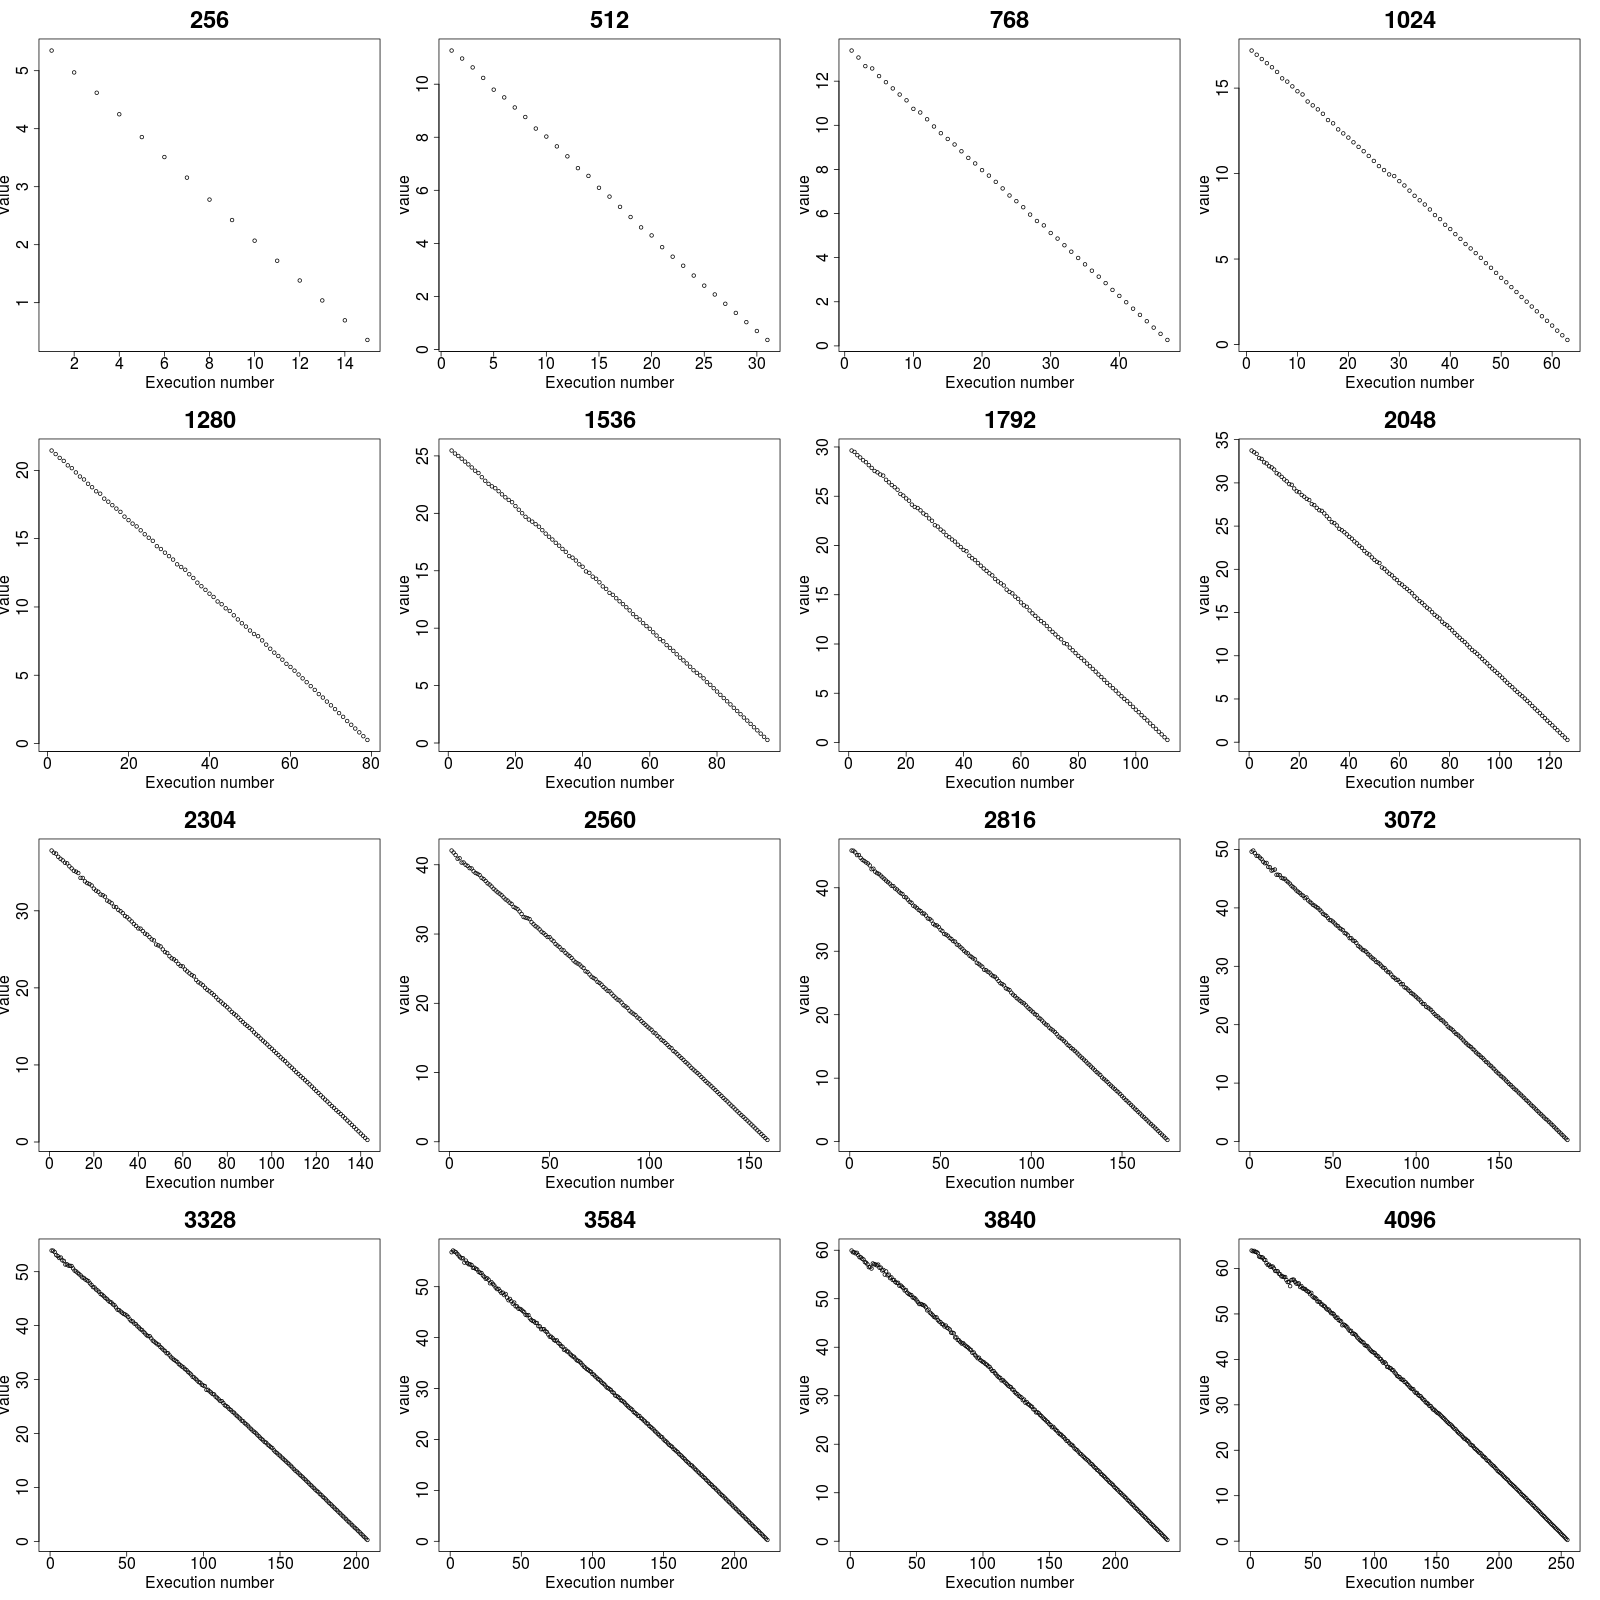 256 512 768 1024
value 1 2 3 4 5
2 4 6 8 10 12 14
Execution number
value 0 2 4 6 8 10
0 5 10 15 20 25 30
Execution number
value 0 2 4 6 8 10 12
0 10 20 30 40
Execution number
value 0 5 10 15
0 10 20 30 40 50 60
Execution number
1280 1536 1792 2048
value 0 5 10 15 20
0 20 40 60 80
Execution number
value 0 5 10 15 20 25
0 20 40 60 80
Execution number
value 0 5 10 15 20 25 30
0 20 40 60 80 100
Execution number
value 0 5 10 15 20 25 30 35
0 20 40 60 80 100 120
Execution number
2304 2560 2816 3072
value 0 10 20 30
0 20 40 60 80 100 120 140
Execution number
value 0 10 20 30 40
0 50 100 150
Execution number
value 0 10 20 30 40
0 50 100 150
Execution number
value 0 10 20 30 40 50
0 50 100 150
Execution number
3328 3584 3840 4096
value 0 10 20 30 40 50
0 50 100 150 200
Execution number
value 0 10 20 30 40 50
0 50 100 150 200
Execution number
value 0 10 20 30 40 50 60
0 50 100 150 200
Execution number
value 0 10 20 30 40 50 60
0 50 100 150 200 250
Execution number